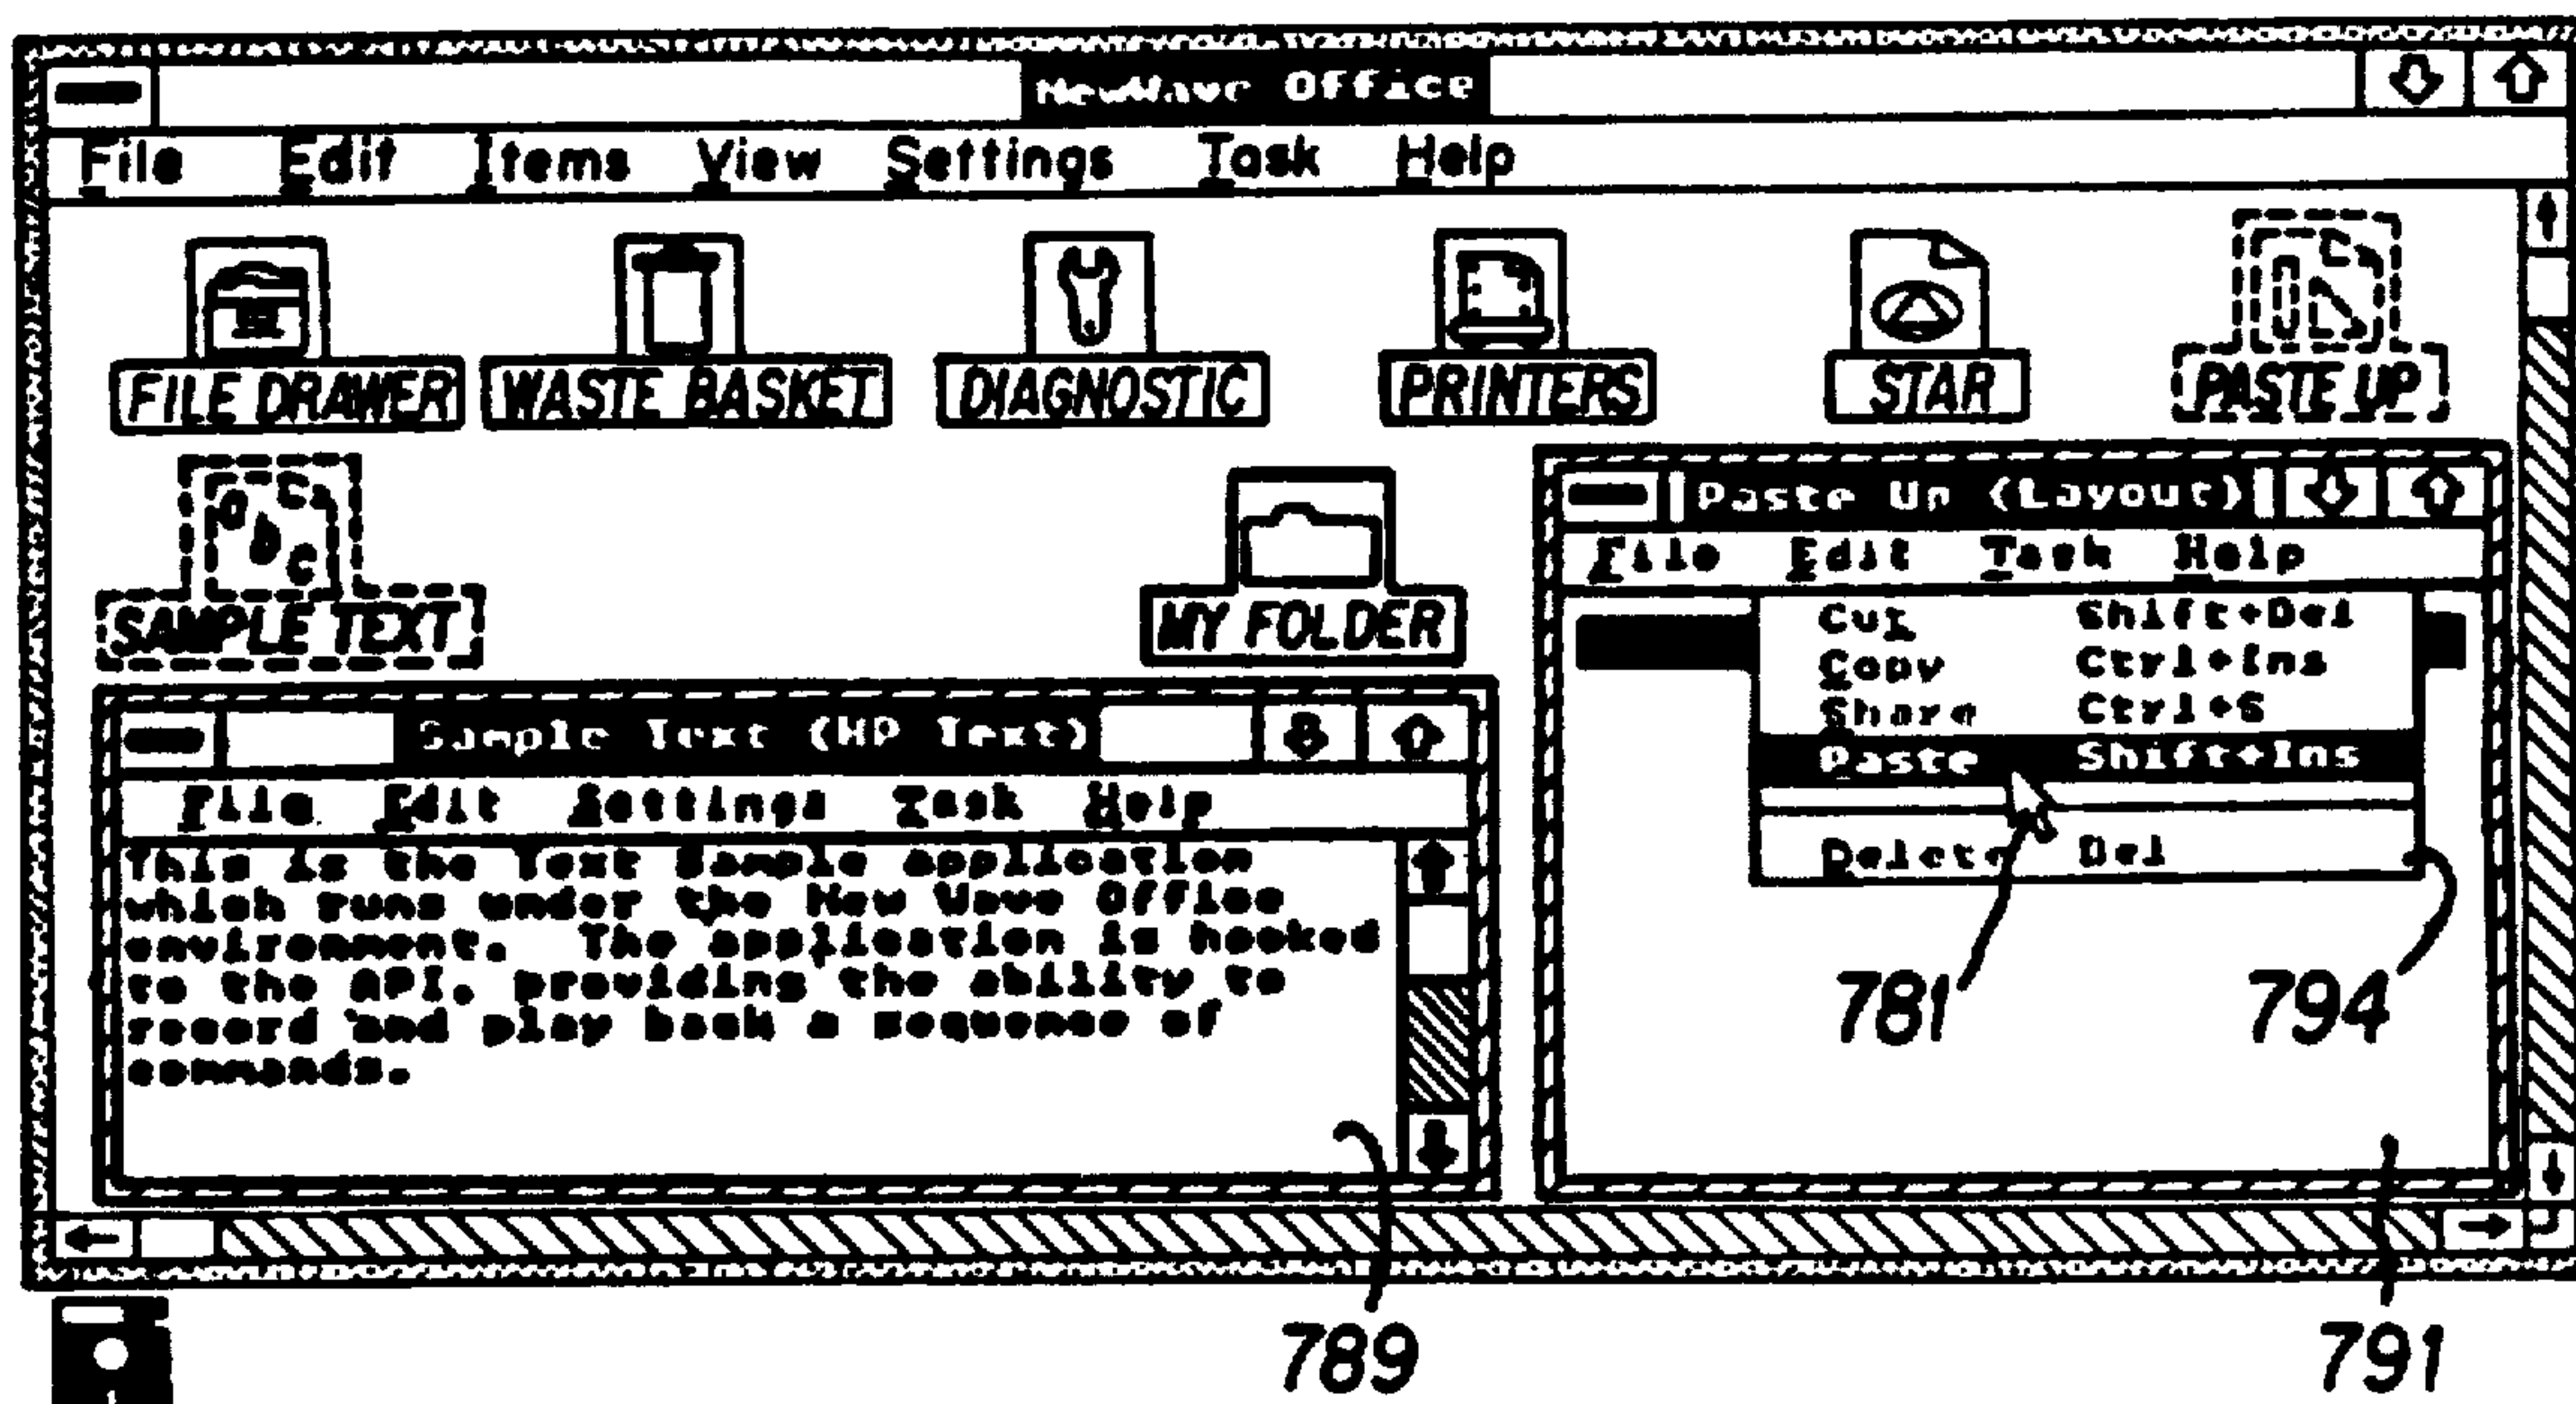 NewWave Office
File Edit Items View Settings Task Help
FILE DRAWER WASTE BASKET DIAGNOSTIC PRINTERS STAR PASTE UP
SAMPLE TEXT MY FOLDER
Paste Up (Layout)
File Edit Task Help
Cut Shift+Del
Copy Ctrl+Ins
Share Ctrl+S
Paste Shift+Ins
Delete Del
781 794
Sample Text (HP Text)
File Edit Settings Task Help
This is the Text Sample application
which runs under the New Wave Office
environment. The application is hooked
to the API, providing the ability to
record and play back a sequence of
commands.
789 791